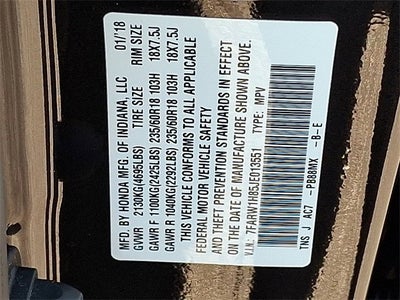 MFD. BY HONDA MFG. OF INDIANA, LLC 01/18
GVWR 2130KG(4695LBS) TIRE SIZE RIM SIZE
GAWR F 1100KG(2425LBS) 235/60R18 103H 18X7.5J
GAWR R 1040KG(2292LBS) 235/60R18 103H 18X7.5J
THIS VEHICLE CONFORMS TO ALL APPLICABLE
FEDERAL MOTOR VEHICLE SAFETY
AND THEFT PREVENTION STANDARDS IN EFFECT
ON THE DATE OF MANUFACTURE SHOWN ABOVE.
V.I.N.: 7FARW1H85JE013551 TYPE: MPV
TNS J AC7 -PB88MX -B-E